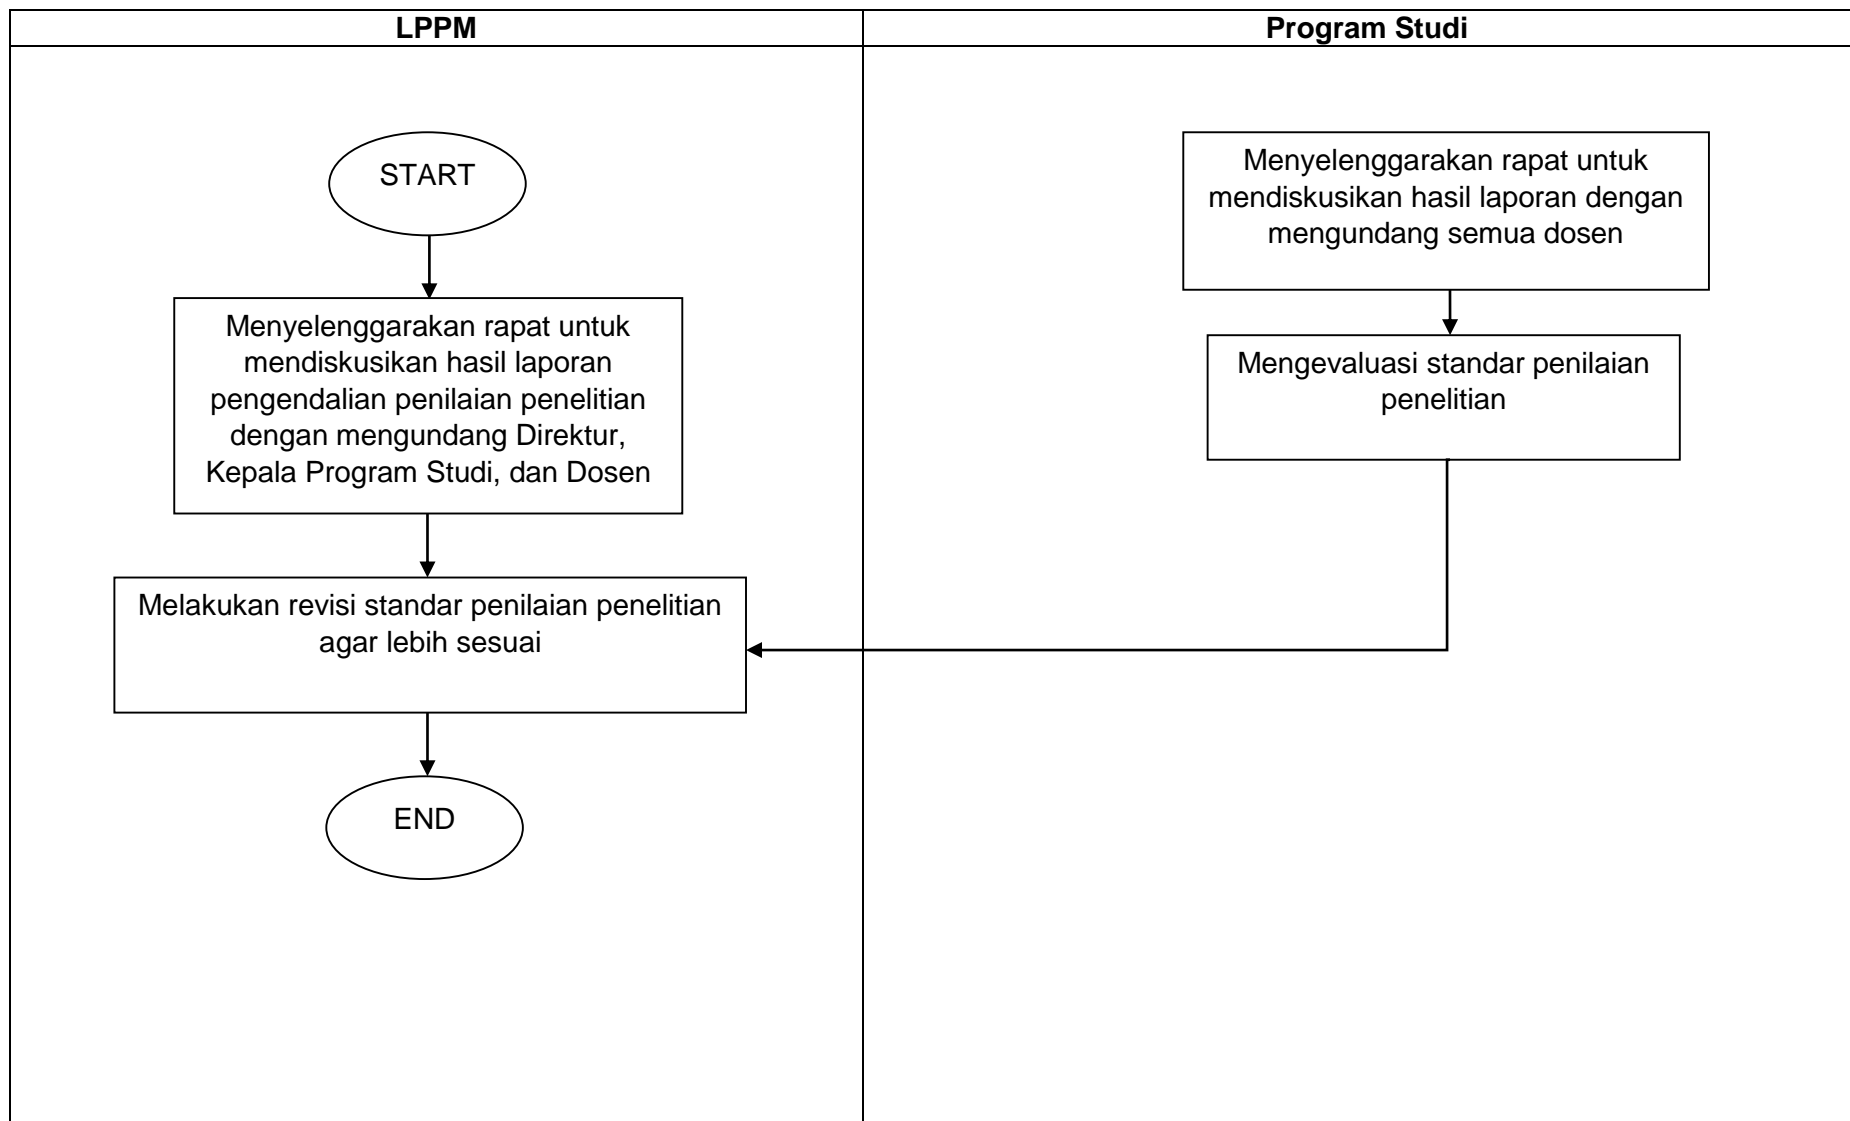 LPPM
Program Studi
START
Menyelenggarakan rapat untuk
mendiskusikan hasil laporan
pengendalian penilaian penelitian
dengan mengundang Direktur,
Kepala Program Studi, dan Dosen
Melakukan revisi standar penilaian penelitian
agar lebih sesuai
END
Menyelenggarakan rapat untuk
mendiskusikan hasil laporan dengan
mengundang semua dosen
Mengevaluasi standar penilaian
penelitian